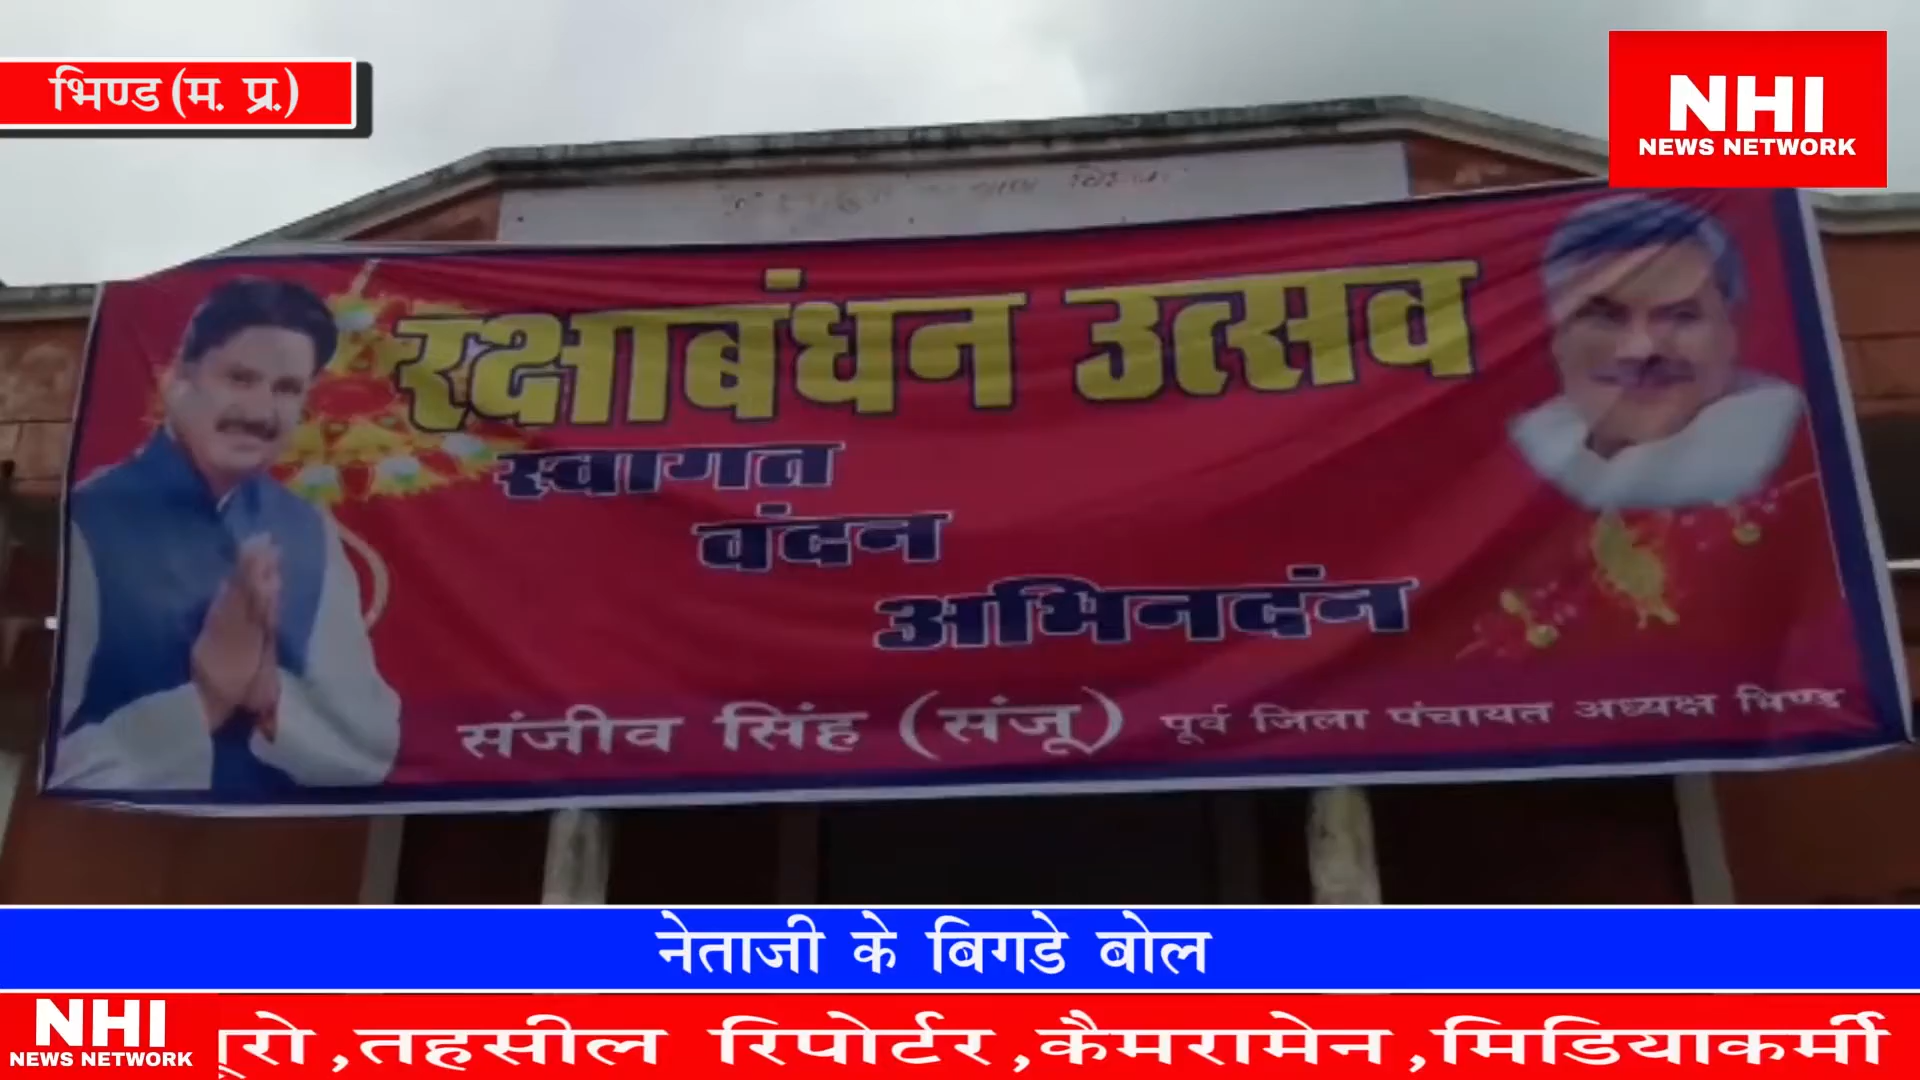 भिण्ड (म. प्र.)
NHI
NEWS NETWORK
रक्षाबंधन उत्सव
स्वागत
वंदन
अभिनदंन
संजीव सिंह (संजू) पूर्व जिला पंचायत अध्यक्ष भिण्ड
नेताजी के बिगडे बोल
NHI
NEWS NETWORK
,तहसील रिपोर्टर ,कैमरामेन ,मिडियाकर्मी